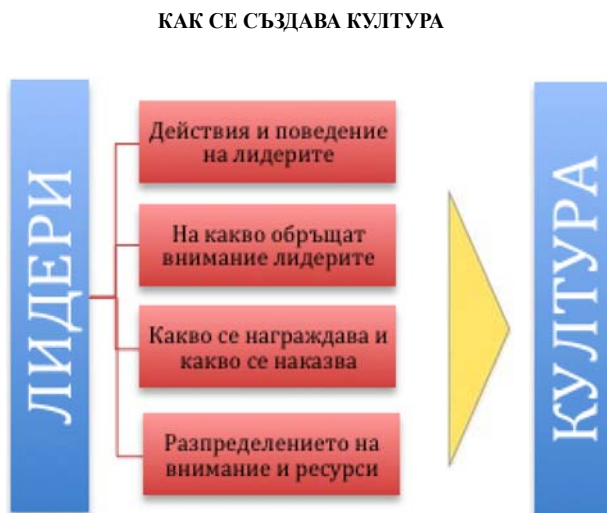 КАК СЕ СЪЗДАВА КУЛТУРА
ЛИДЕРИ
Действия и поведение
на лидерите
На какво обръщат
внимание лидерите
Какво се награждава и
какво се наказва
Разпределението на
внимание и ресурси
КУЛТУРА